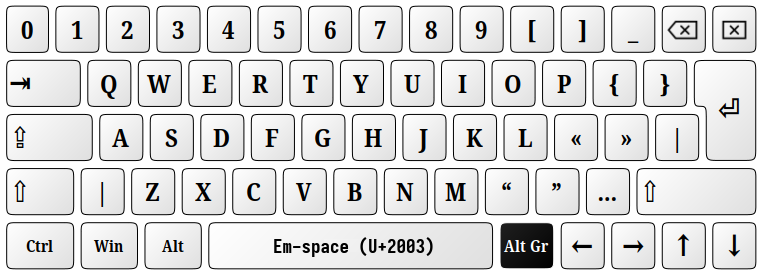 0 1 2 3 4 5 6 7 8 9 [ ] _ ⌫ ⌧
⇥ Q W E R T Y U I O P { } ⏎
⇪ A S D F G H J K L « » |
⇧ | Z X C V B N M “ ” … ⇧
Ctrl Win Alt Em-space (U+2003) Alt Gr ← → ↑ ↓